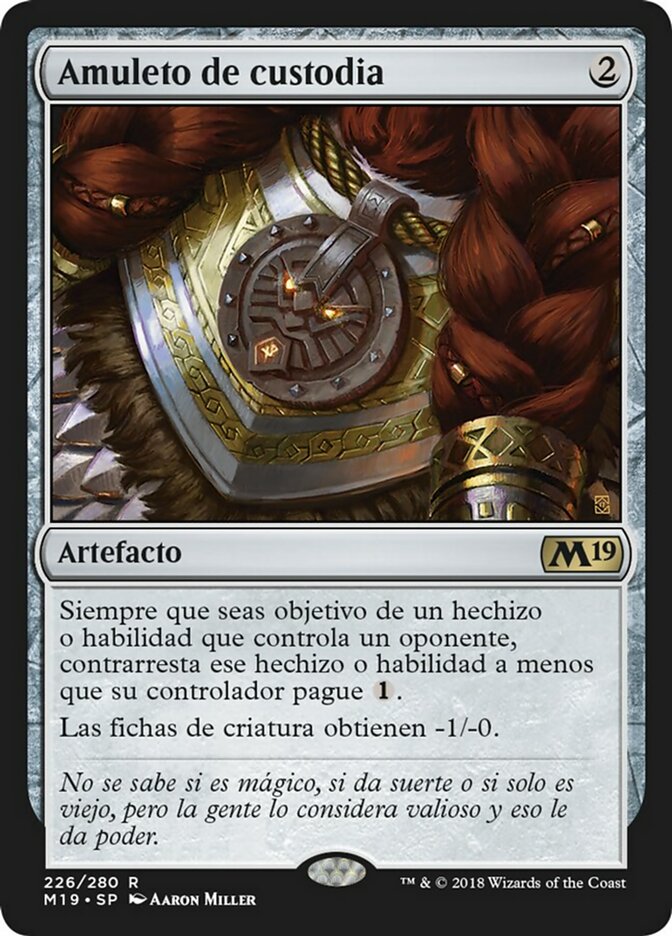 Amuleto de custodia 2
Artefacto M19
Siempre que seas objetivo de un hechizo
o habilidad que controla un oponente,
contrarresta ese hechizo o habilidad a menos
que su controlador pague 1.
Las fichas de criatura obtienen -1/-0.
No se sabe si es mágico, si da suerte o si solo es
viejo, pero la gente lo considera valioso y eso le
da poder.
226/280 R ™ & © 2018 Wizards of the Coast
M19 • SP Aaron Miller